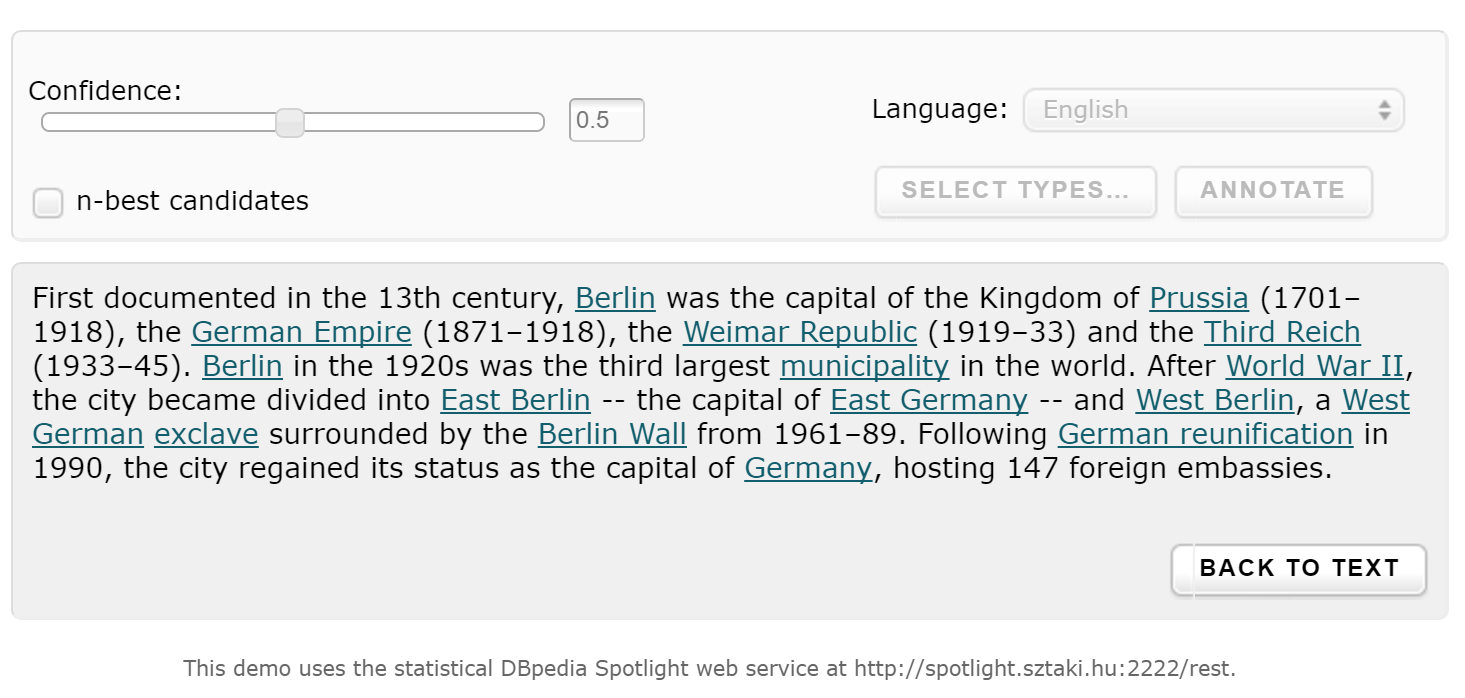 Confidence:
0.5
Language: English
n-best candidates
SELECT TYPES... ANNOTATE
First documented in the 13th century, Berlin was the capital of the Kingdom of Prussia (1701–
1918), the German Empire (1871–1918), the Weimar Republic (1919–33) and the Third Reich
(1933–45). Berlin in the 1920s was the third largest municipality in the world. After World War II,
the city became divided into East Berlin -- the capital of East Germany -- and West Berlin, a West
German exclave surrounded by the Berlin Wall from 1961–89. Following German reunification in
1990, the city regained its status as the capital of Germany, hosting 147 foreign embassies.
BACK TO TEXT
This demo uses the statistical DBpedia Spotlight web service at http://spotlight.sztaki.hu:2222/rest.